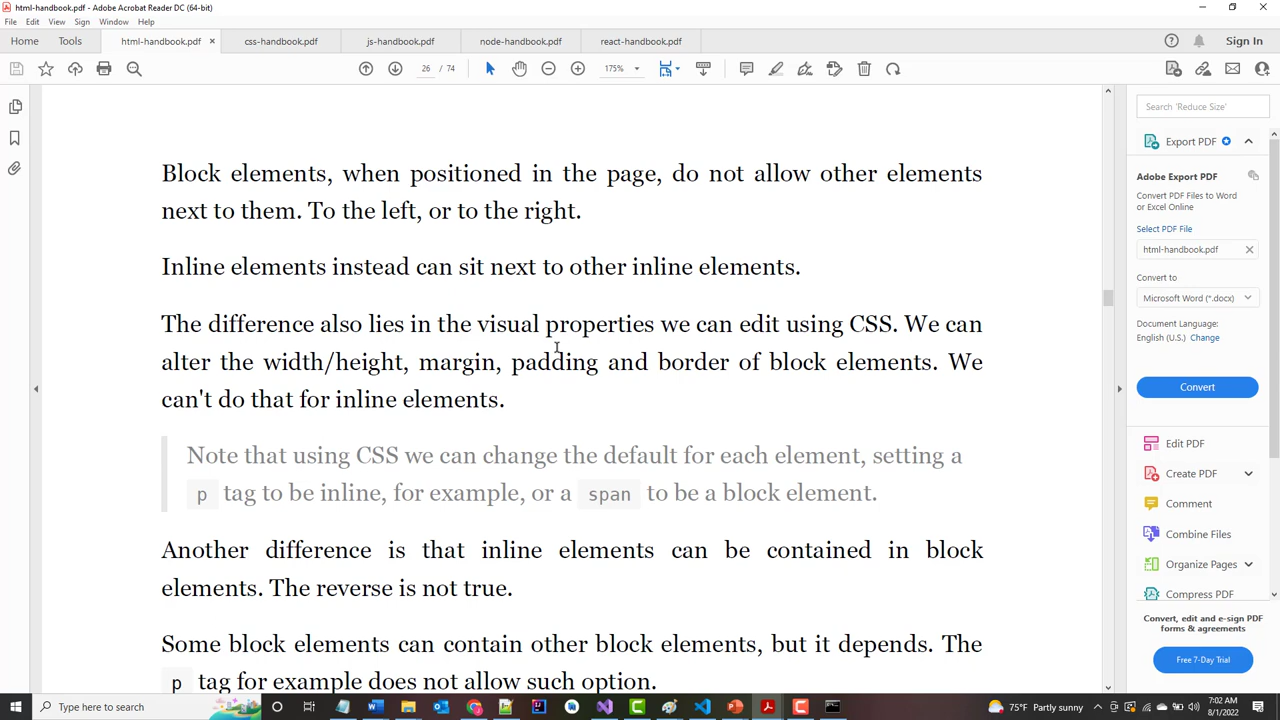 html-handbook.pdf - Adobe Acrobat Reader DC (64-bit)
File Edit View Sign Window Help
Home Tools html-handbook.pdf × css-handbook.pdf js-handbook.pdf node-handbook.pdf react-handbook.pdf Sign In
26 / 74 175%
Block elements, when positioned in the page, do not allow other elements
next to them. To the left, or to the right.
Inline elements instead can sit next to other inline elements.
The difference also lies in the visual properties we can edit using CSS. We can
alter the width/height, margin, padding and border of block elements. We
can't do that for inline elements.
Note that using CSS we can change the default for each element, setting a
p tag to be inline, for example, or a span to be a block element.
Another difference is that inline elements can be contained in block
elements. The reverse is not true.
Some block elements can contain other block elements, but it depends. The
p tag for example does not allow such option.
Search 'Reduce Size'
Export PDF
Adobe Export PDF
Convert PDF Files to Word
or Excel Online
Select PDF File
html-handbook.pdf
Convert to
Microsoft Word (*.docx)
Document Language:
English (U.S.) Change
Convert
Edit PDF
Create PDF
Comment
Combine Files
Organize Pages
Compress PDF
Convert, edit and e-sign PDF
forms & agreements
Free 7-Day Trial
Type here to search
75°F Partly sunny
7:02 AM
8/1/2022